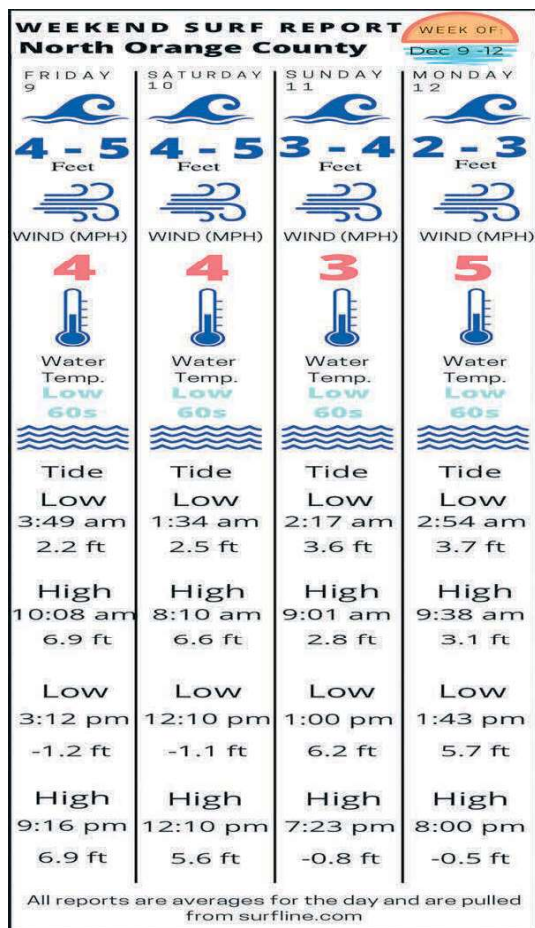 WEEKEND SURF REPORT
North Orange County
WEEK OF:
Dec 9 -12
FRIDAY
9
4 - 5
Feet
WIND (MPH)
4
Water
Temp.
Low
60s
Tide
Low
3:49 am
2.2 ft
High
10:08 am
6.9 ft
Low
3:12 pm
-1.2 ft
High
9:16 pm
6.9 ft
SATURDAY
10
4 - 5
Feet
WIND (MPH)
4
Water
Temp.
Low
60s
Tide
Low
1:34 am
2.5 ft
High
8:10 am
6.6 ft
Low
12:10 pm
-1.1 ft
High
12:10 pm
5.6 ft
SUNDAY
11
3 - 4
Feet
WIND (MPH)
3
Water
Temp.
Low
60s
Tide
Low
2:17 am
3.6 ft
High
9:01 am
2.8 ft
Low
1:00 pm
6.2 ft
High
7:23 pm
-0.8 ft
MONDAY
12
2 - 3
Feet
WIND (MPH)
5
Water
Temp.
Low
60s
Tide
Low
2:54 am
3.7 ft
High
9:38 am
3.1 ft
Low
1:43 pm
5.7 ft
High
8:00 pm
-0.5 ft
All reports are averages for the day and are pulled
from surfline.com